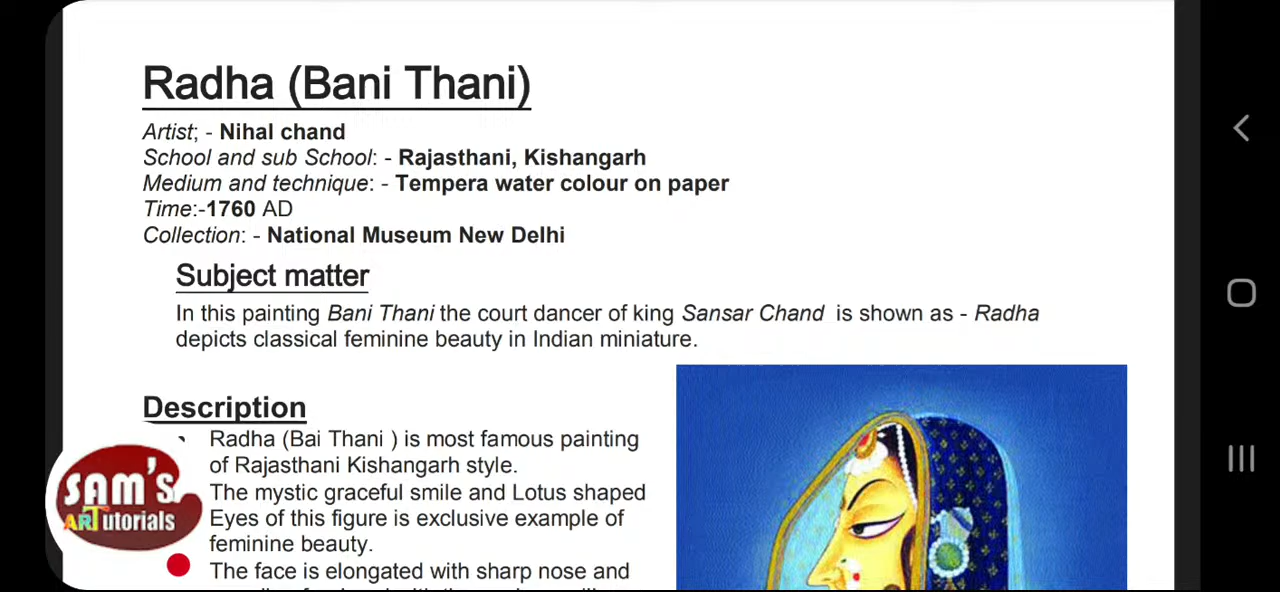 Radha (Bani Thani)
Artist; - Nihal chand
School and sub School: - Rajasthani, Kishangarh
Medium and technique: - Tempera water colour on paper
Time:-1760 AD
Collection: - National Museum New Delhi
Subject matter
In this painting Bani Thani the court dancer of king Sansar Chand is shown as - Radha
depicts classical feminine beauty in Indian miniature.
Description
Radha (Bai Thani ) is most famous painting
of Rajasthani Kishangarh style.
The mystic graceful smile and Lotus shaped
Eyes of this figure is exclusive example of
feminine beauty.
The face is elongated with sharp nose and
SAM's
ARTutorials